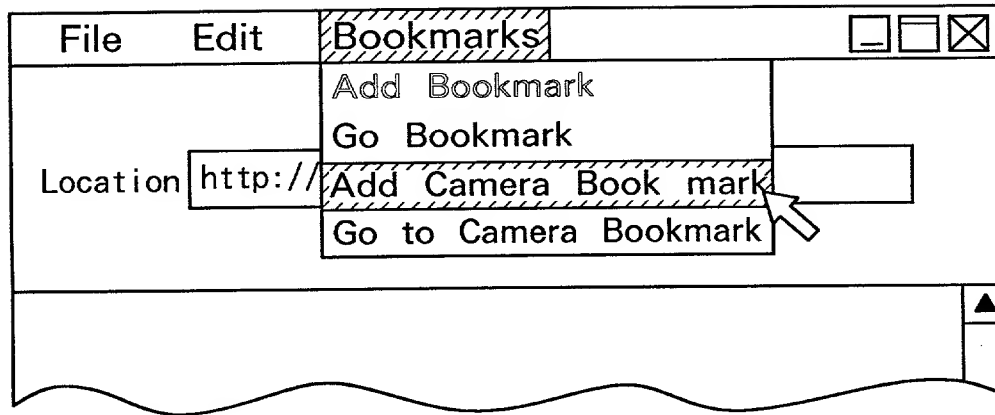 File Edit Bookmarks
Add Bookmark
Go Bookmark
Location http://
Add Camera Book mark
Go to Camera Bookmark